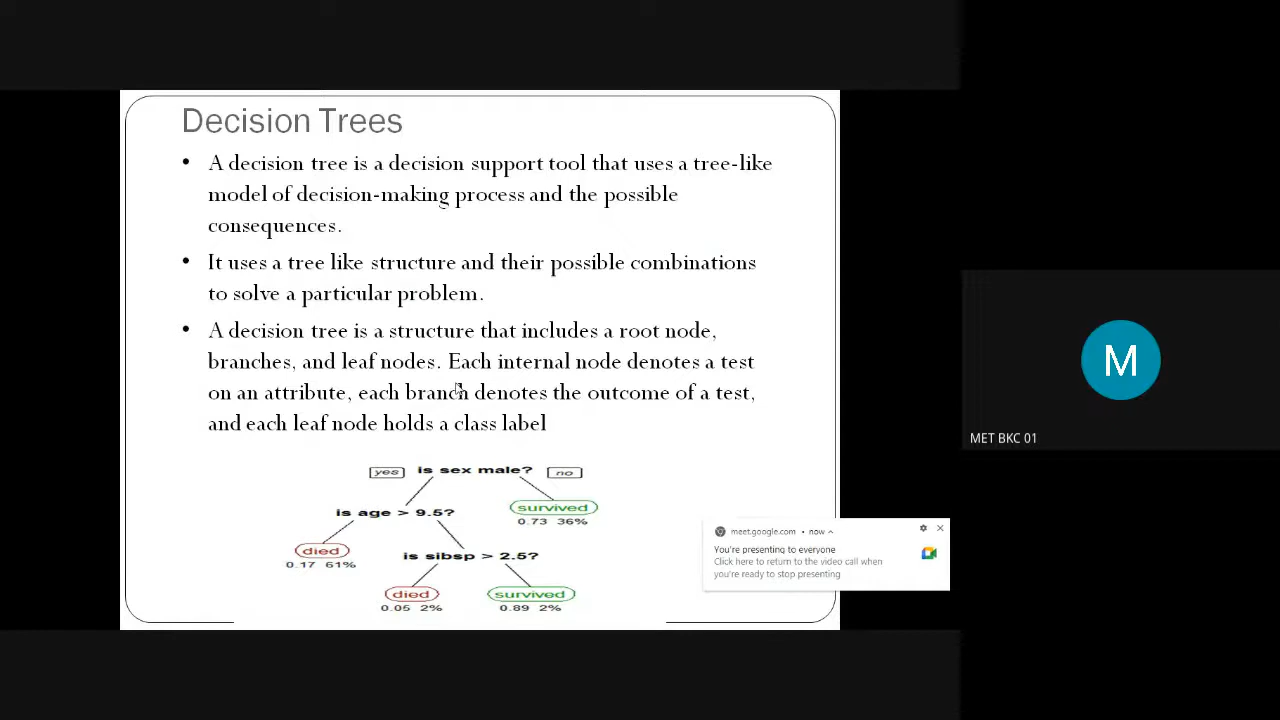 Decision Trees
• A decision tree is a decision support tool that uses a tree-like
model of decision-making process and the possible
consequences.
• It uses a tree like structure and their possible combinations
to solve a particular problem.
• A decision tree is a structure that includes a root node,
branches, and leaf nodes. Each internal node denotes a test
on an attribute, each branch denotes the outcome of a test,
and each leaf node holds a class label
yes is sex male? no
is age > 9.5?
survived
0.73 36%
died
0.17 61%
is sibsp > 2.5?
died
0.05 2%
survived
0.89 2%
meet.google.com • now
You're presenting to everyone
Click here to return to the video call when
you're ready to stop presenting
M
MET BKC 01